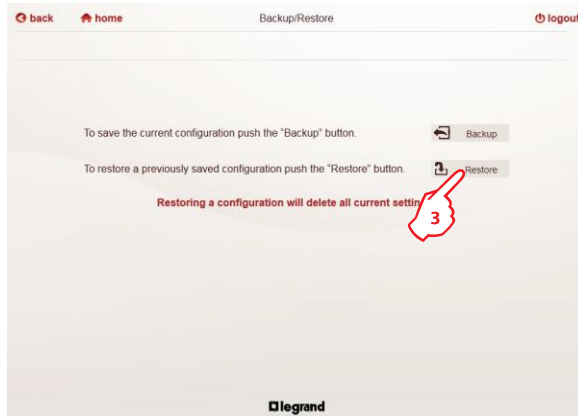 back home Backup/Restore logout
To save the current configuration push the "Backup" button. Backup
To restore a previously saved configuration push the "Restore" button. Restore
Restoring a configuration will delete all current settin
3
legrand